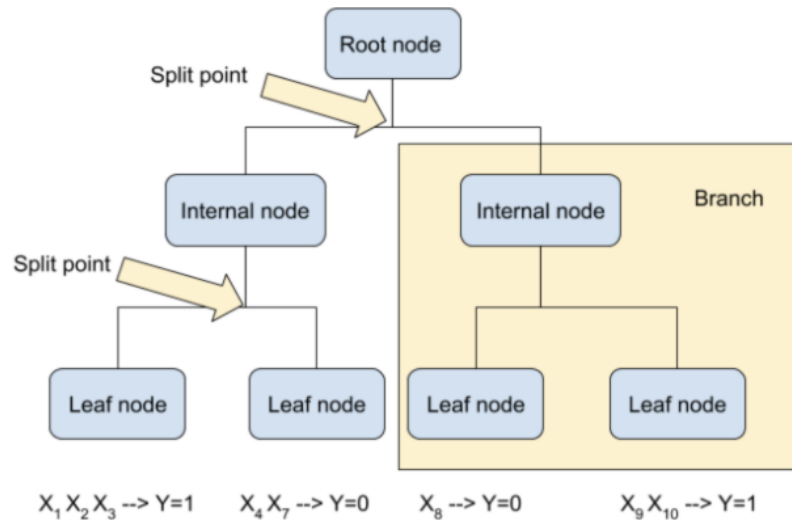 Root node
Split point
Internal node
Internal node
Branch
Split point
Leaf node
Leaf node
Leaf node
Leaf node
X₁ X₂ X₃ --> Y=1
X₄ X₇ --> Y=0
X₈ --> Y=0
X₉ X₁₀ --> Y=1